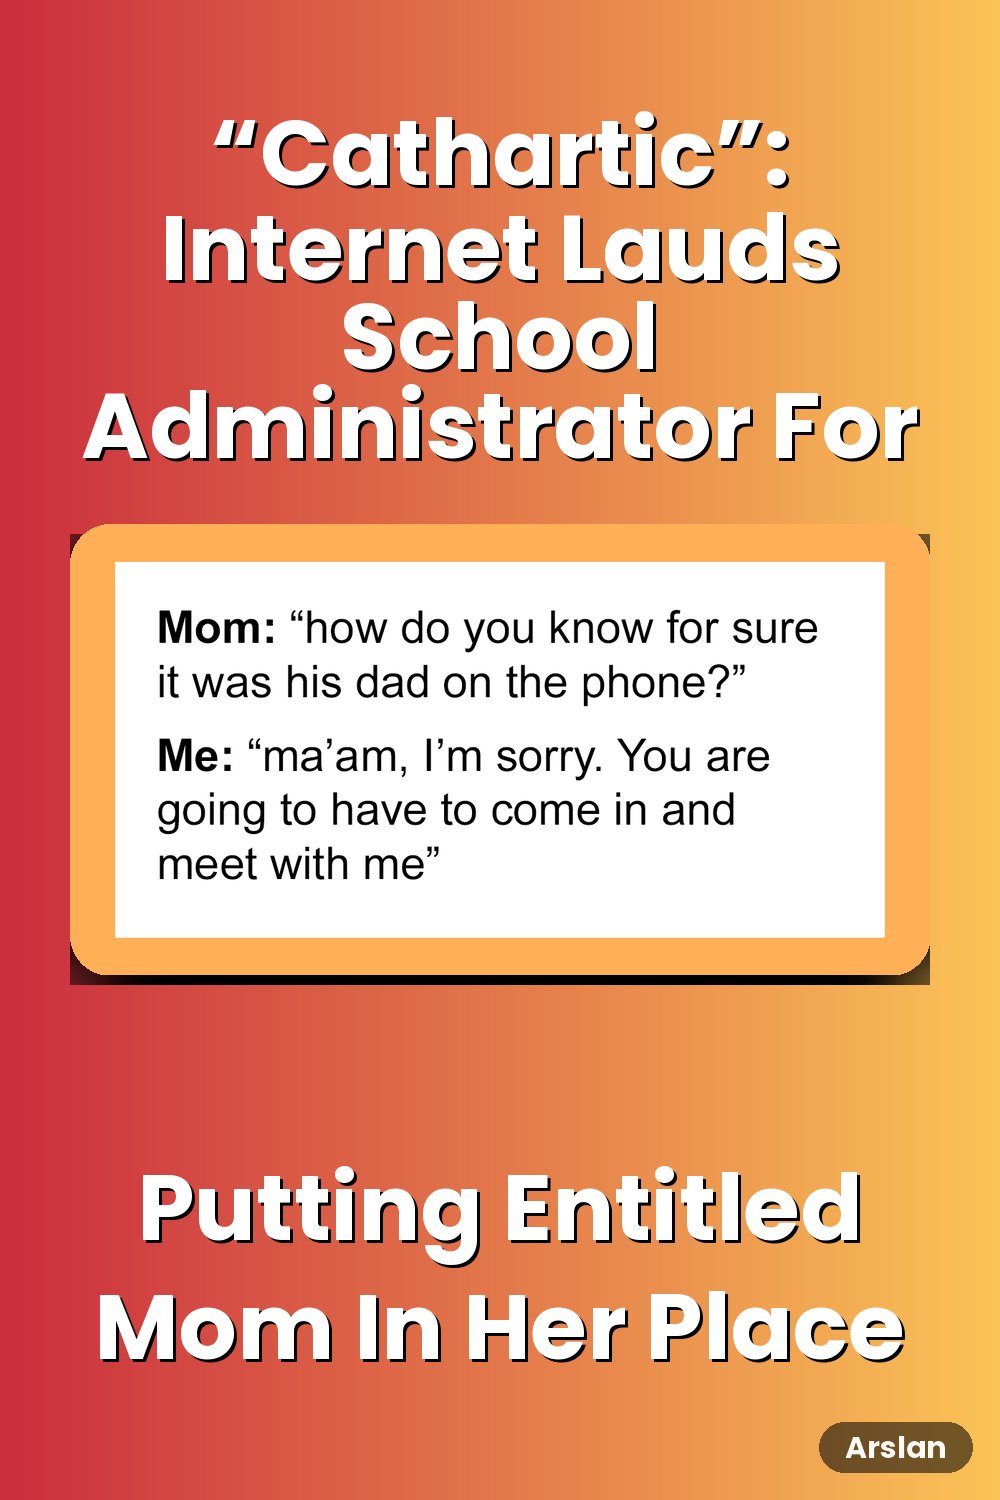 “Cathartic”:
Internet Lauds
School
Administrator For
Mom: “how do you know for sure
it was his dad on the phone?”
Me: “ma’am, I’m sorry. You are
going to have to come in and
meet with me”
Putting Entitled
Mom In Her Place
Arslan